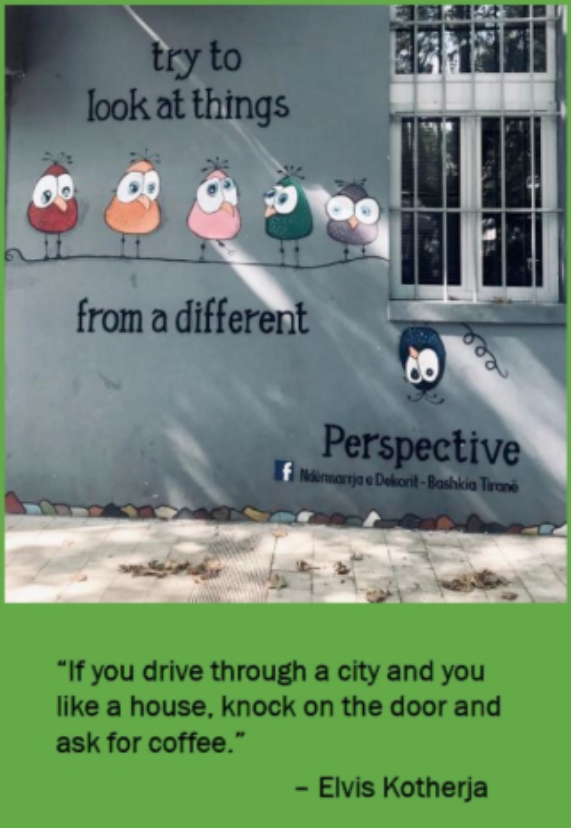 try to
look at things
from a different
Perspective
f Ndërmarrja e Dekorit - Bashkia Tiranë
“If you drive through a city and you
like a house, knock on the door and
ask for coffee.”
– Elvis Kotherja